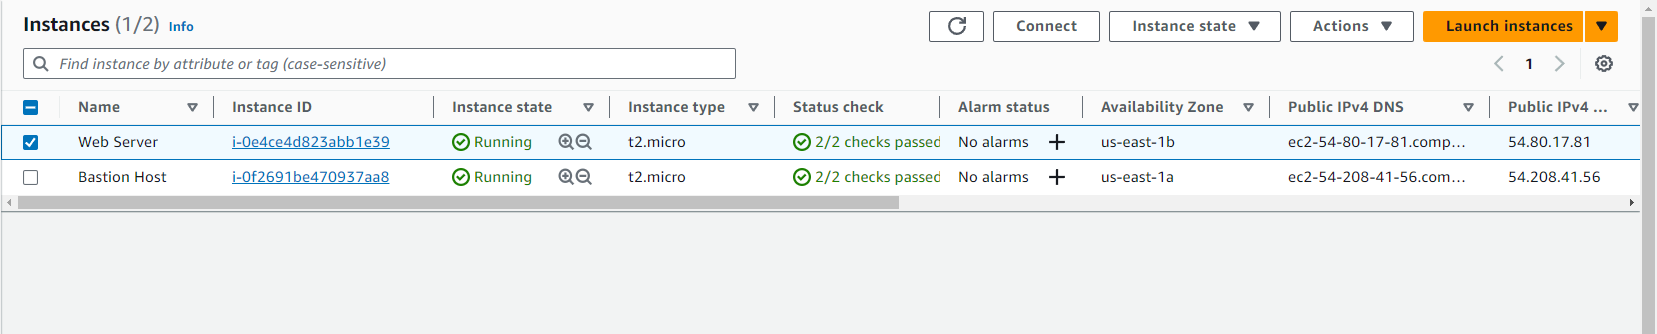 Instances (1/2) Info Connect Instance state Actions Launch instances
Find instance by attribute or tag (case-sensitive) 1
Name Instance ID Instance state Instance type Status check Alarm status Availability Zone Public IPv4 DNS Public IPv4 ...
Web Server i-0e4ce4d823abb1e39 Running t2.micro 2/2 checks passed No alarms + us-east-1b ec2-54-80-17-81.comp... 54.80.17.81
Bastion Host i-0f2691be470937aa8 Running t2.micro 2/2 checks passed No alarms + us-east-1a ec2-54-208-41-56.com... 54.208.41.56